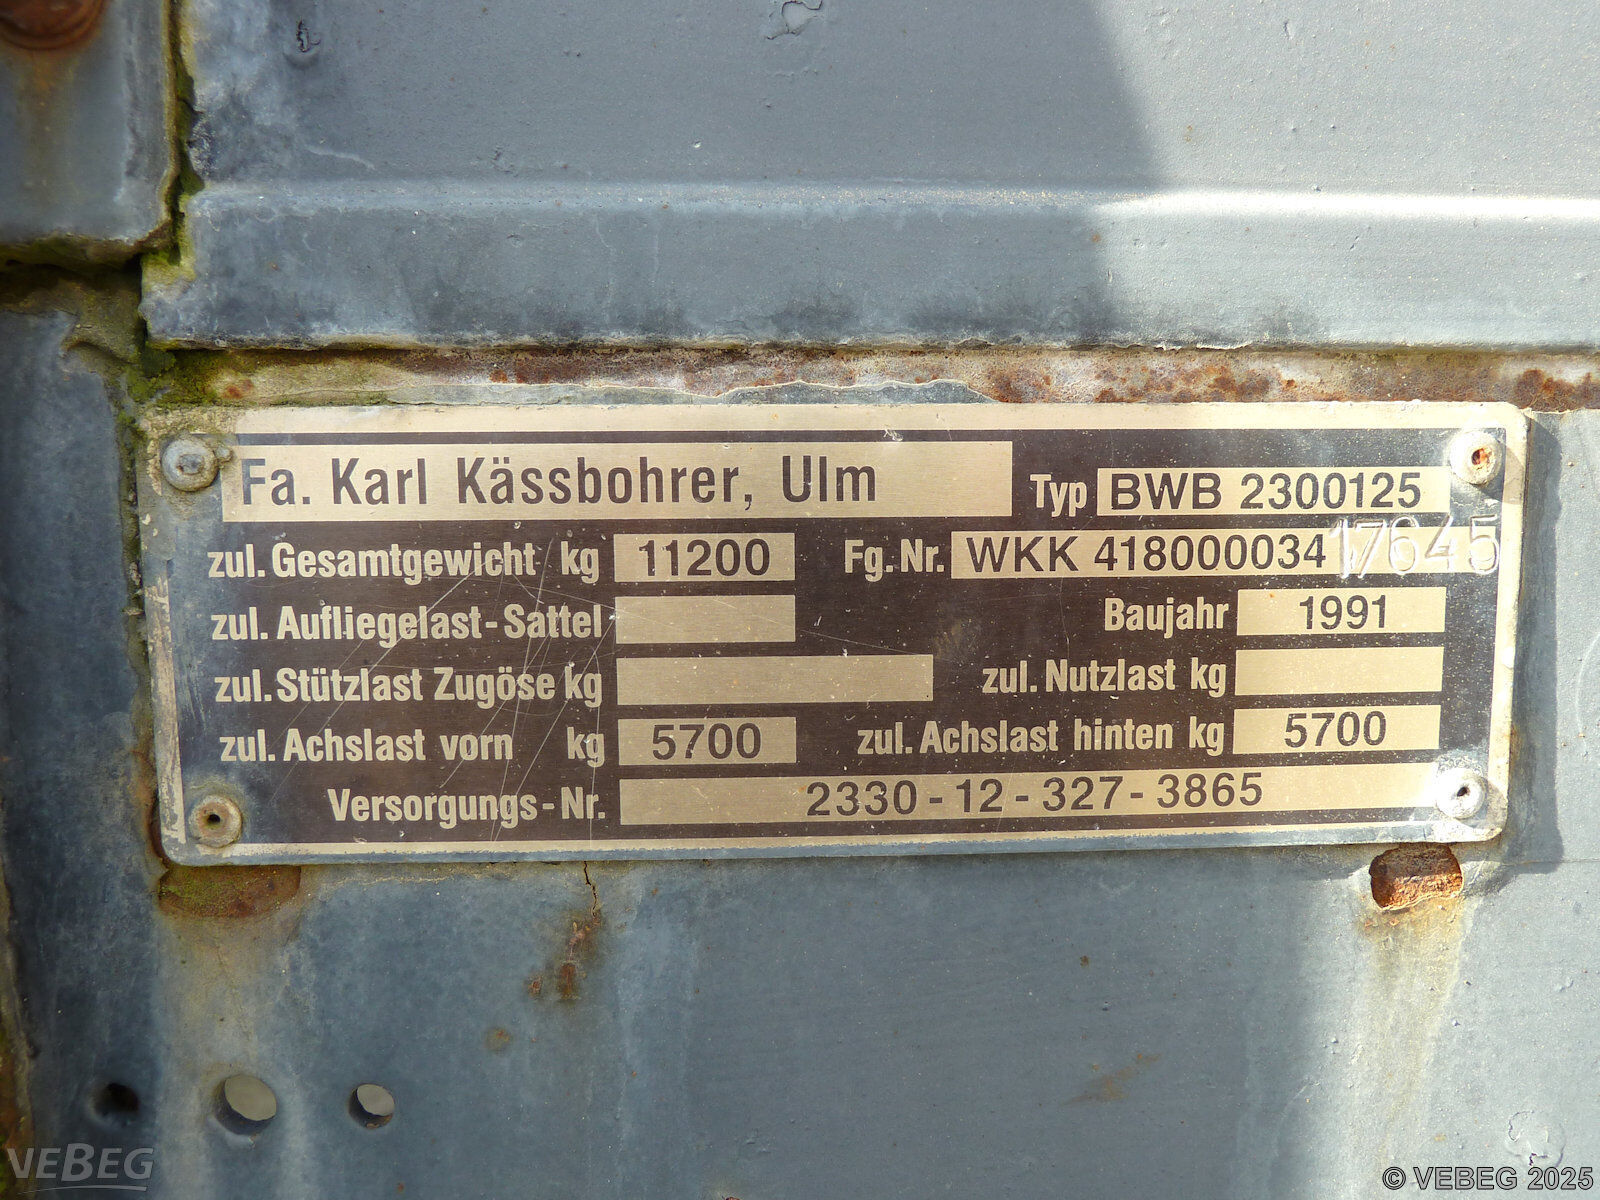 Fa. Karl Kässbohrer, Ulm
Typ BWB 2300125
zul. Gesamtgewicht kg 11200
Fg. Nr. WKK 41800003417645
zul. Aufliegelast-Sattel
Baujahr 1991
zul. Stützlast Zugöse kg
zul. Nutzlast kg
zul. Achslast vorn kg 5700
zul. Achslast hinten kg 5700
Versorgungs-Nr. 2330-12-327-3865
VEBEG
© VEBEG 2025